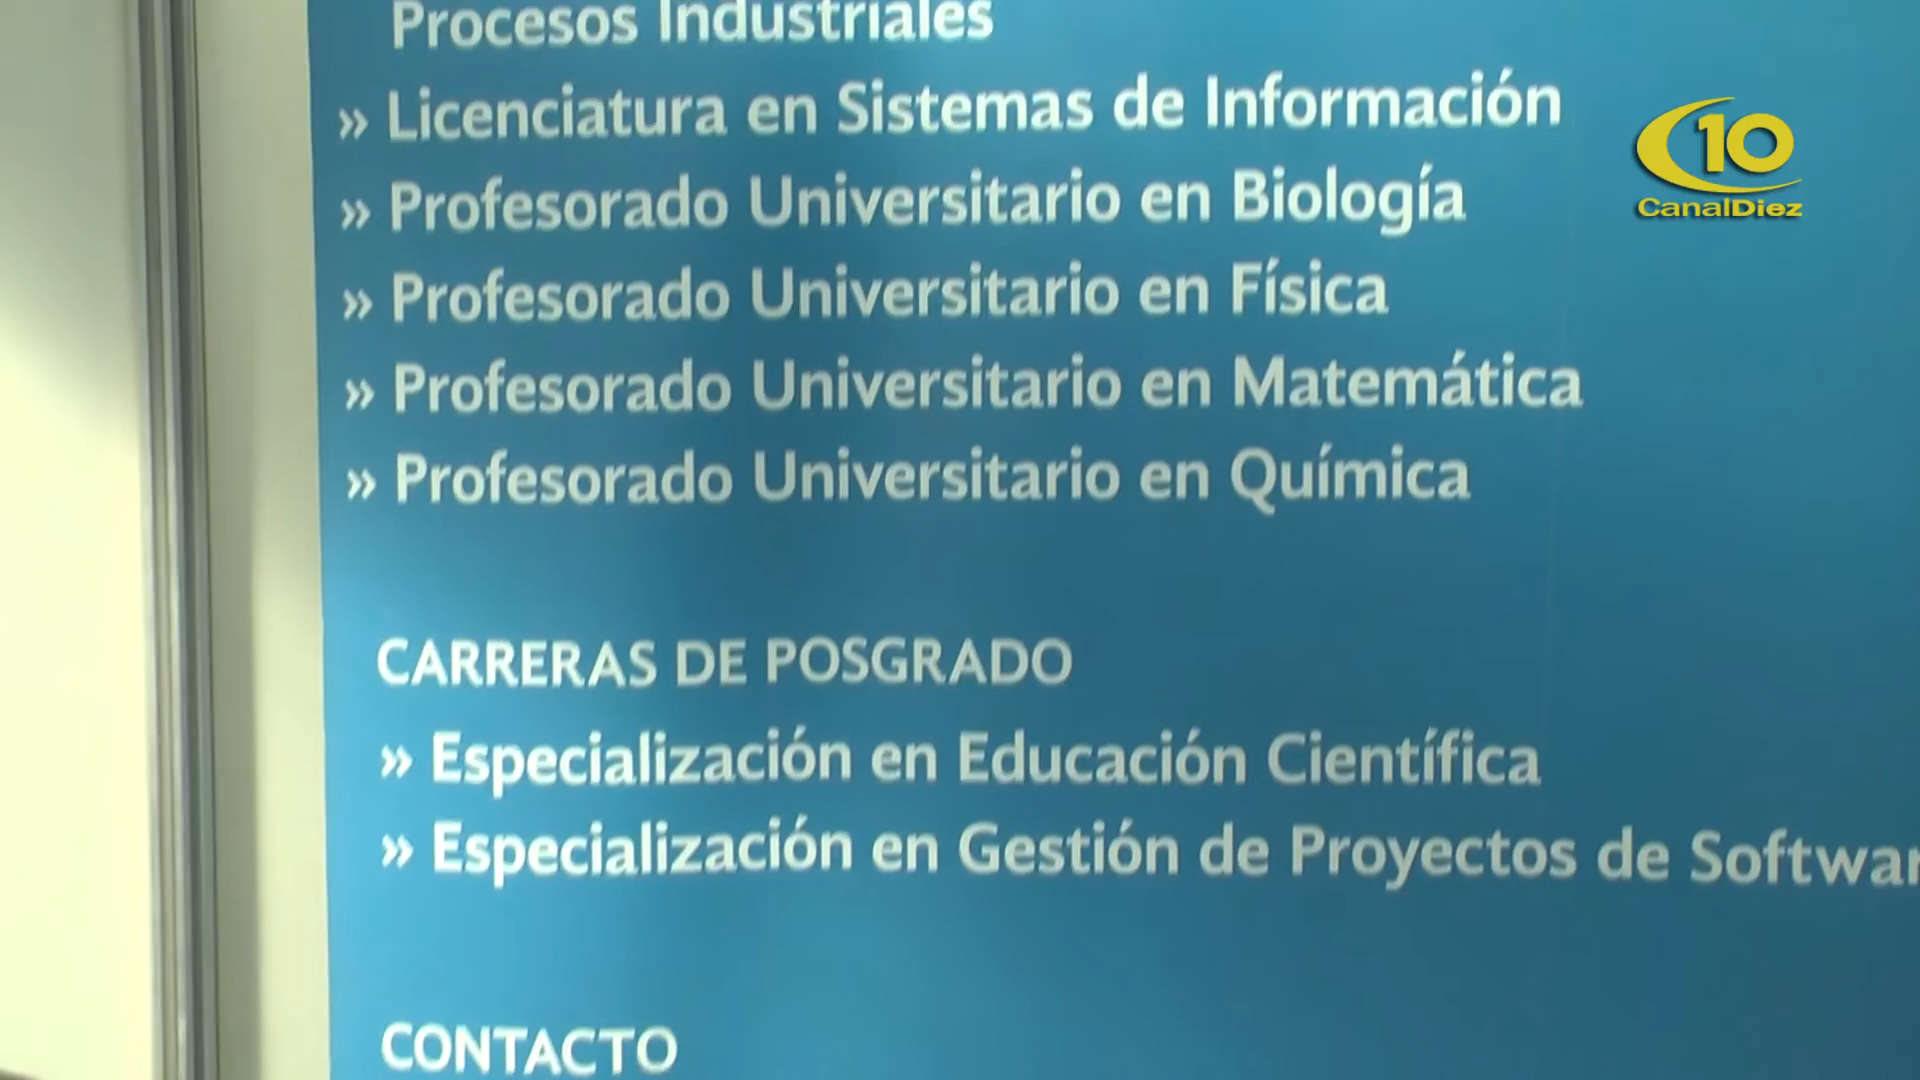 Procesos Industriales
» Licenciatura en Sistemas de Información
» Profesorado Universitario en Biología
» Profesorado Universitario en Física
» Profesorado Universitario en Matemática
» Profesorado Universitario en Química
CARRERAS DE POSGRADO
» Especialización en Educación Científica
» Especialización en Gestión de Proyectos de Softwar
CONTACTO
10
CanalDiez